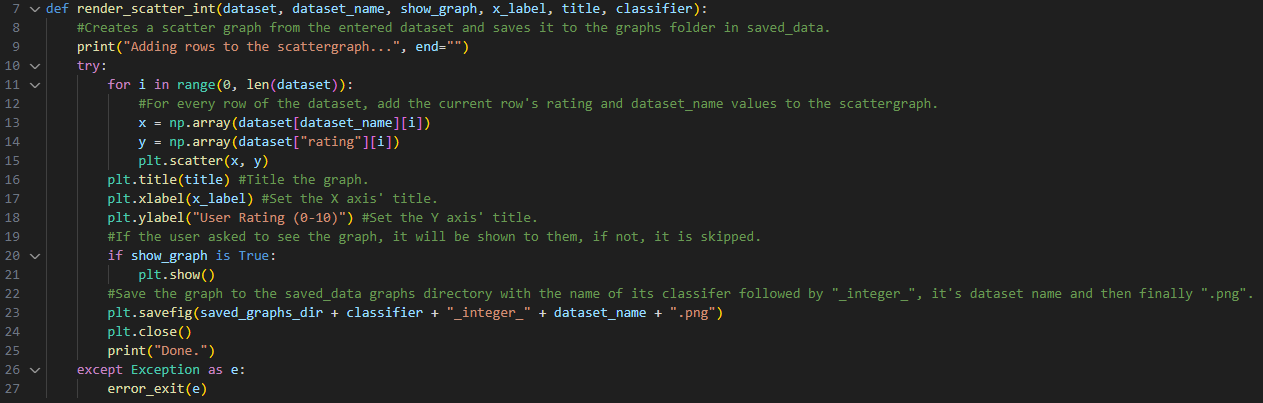 7 def render_scatter_int(dataset, dataset_name, show_graph, x_label, title, classifier):
8     #Creates a scatter graph from the entered dataset and saves it to the graphs folder in saved_data.
9     print("Adding rows to the scattergraph...", end="")
10     try:
11         for i in range(0, len(dataset)):
12             #For every row of the dataset, add the current row's rating and dataset_name values to the scattergraph.
13             x = np.array(dataset[dataset_name][i])
14             y = np.array(dataset["rating"][i])
15             plt.scatter(x, y)
16         plt.title(title) #Title the graph.
17         plt.xlabel(x_label) #Set the X axis' title.
18         plt.ylabel("User Rating (0-10)") #Set the Y axis' title.
19         #If the user asked to see the graph, it will be shown to them, if not, it is skipped.
20         if show_graph is True:
21             plt.show()
22         #Save the graph to the saved_data graphs directory with the name of its classifer followed by "_integer_", it's dataset name and then finally ".png".
23         plt.savefig(saved_graphs_dir + classifier + "_integer_" + dataset_name + ".png")
24         plt.close()
25         print("Done.")
26     except Exception as e:
27         error_exit(e)